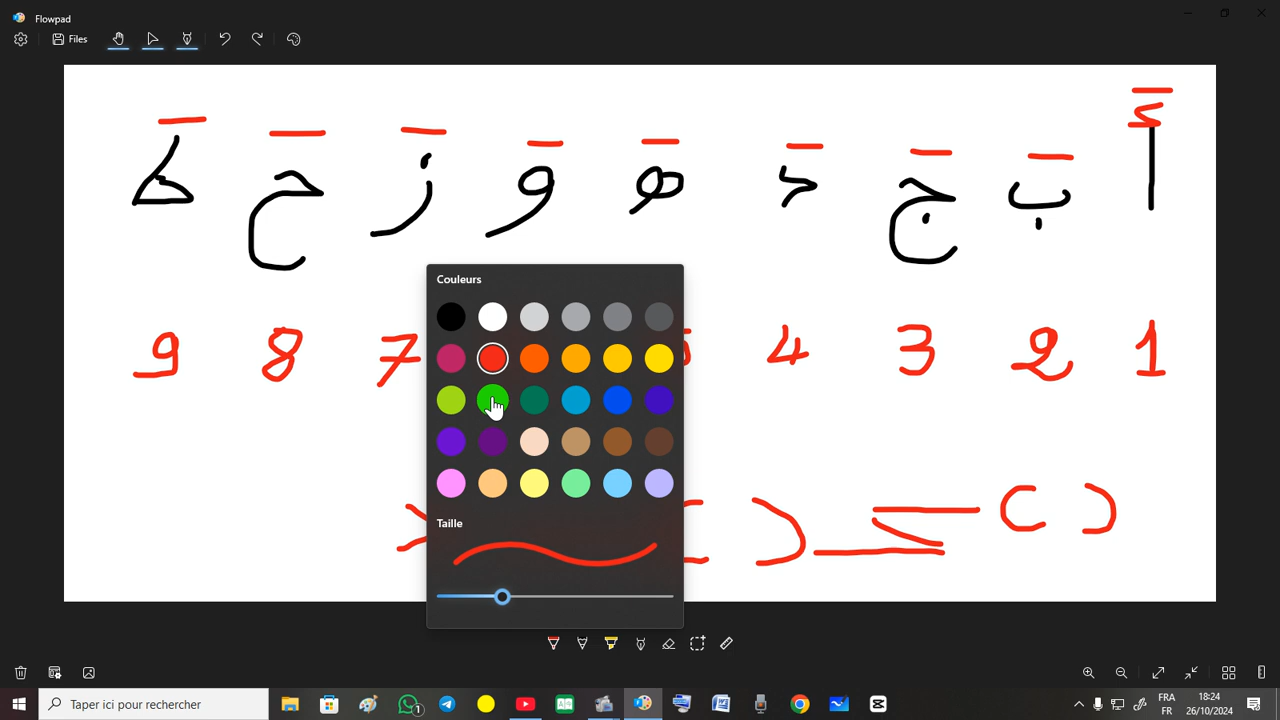 Flowpad
Files
أ ب ج د ه و ز ح ط
Couleurs
9 8 7 4 3 2 1
Taille
Taper ici pour rechercher
1
FRA
FR
18:24
26/10/2024